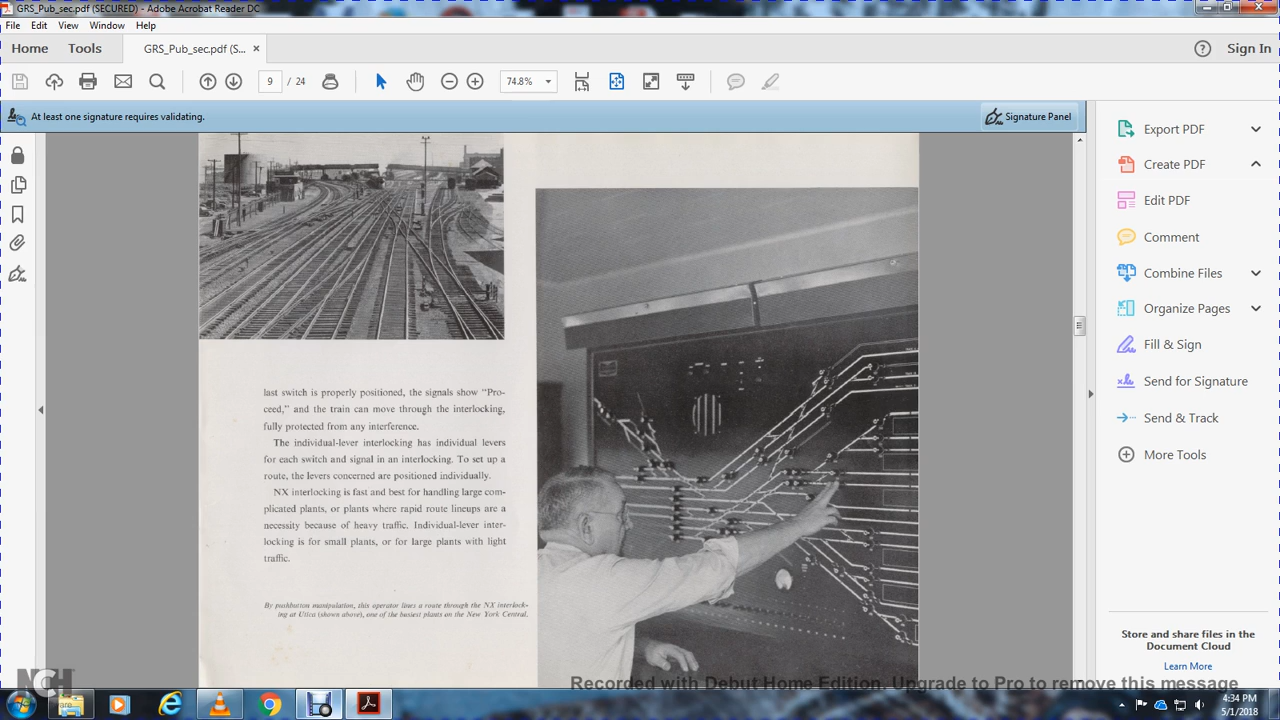 GRS_Pub_sec.pdf (SECURED) - Adobe Acrobat Reader DC
File Edit View Window Help
Home Tools GRS_Pub_sec.pdf (S... × Sign In
9 / 24 74.8%
At least one signature requires validating. Signature Panel
Export PDF
Create PDF
Edit PDF
Comment
Combine Files
Organize Pages
Fill & Sign
Send for Signature
Send & Track
More Tools
last switch is properly positioned, the signals show “Pro-
ceed,” and the train can move through the interlocking,
fully protected from any interference.
The individual-lever interlocking has individual levers
for each switch and signal in an interlocking. To set up a
route, the levers concerned are positioned individually.
NX interlocking is fast and best for handling large com-
plicated plants, or plants where rapid route lineups are a
necessity because of heavy traffic. Individual-lever inter-
locking is for small plants, or for large plants with light
traffic.
By pushbutton manipulation, this operator lines a route through the NX interlock-
ing at Utica (shown above), one of the busiest plants on the New York Central.
Store and share files in the
Document Cloud
Learn More
NCH
Recorded with Debut Home Edition. Upgrade to Pro to remove this message
4:34 PM
5/1/2018